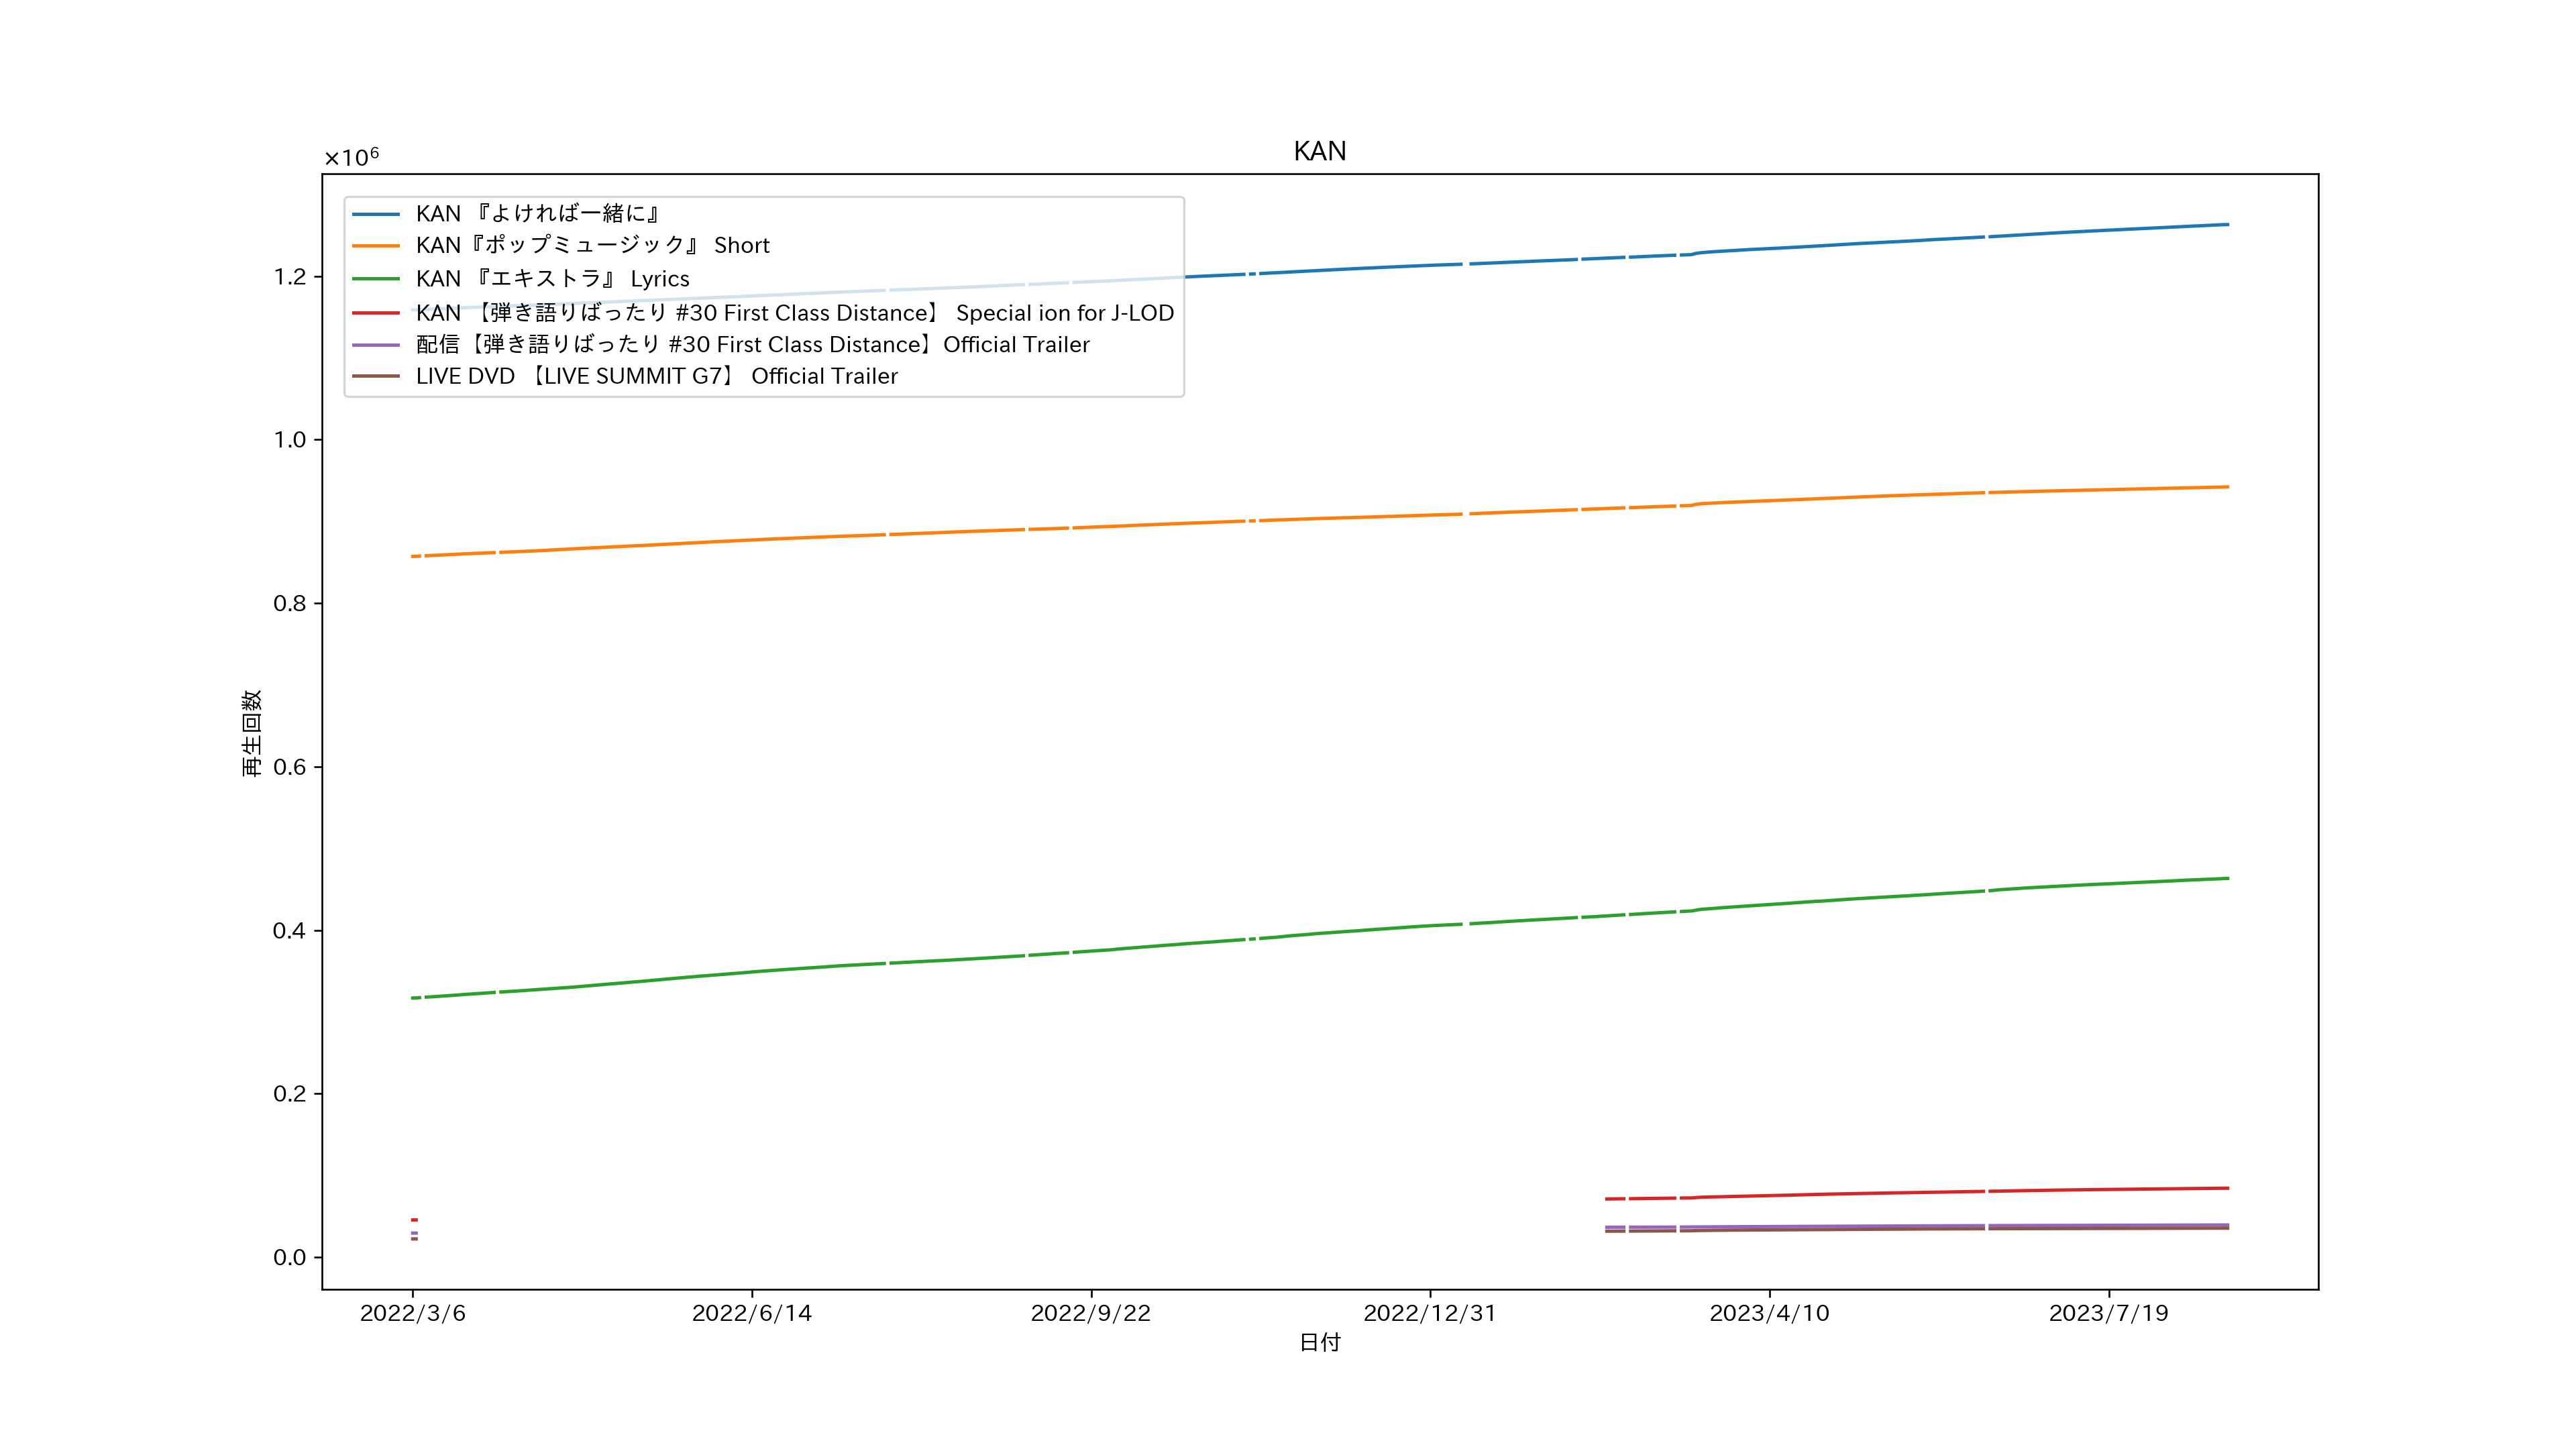 KAN
×10⁶
KAN 『よければ一緒に』
KAN『ポップミュージック』 Short
KAN 『エキストラ』 Lyrics
KAN 【弾き語りばったり #30 First Class Distance】 Special ion for J-LOD
配信【弾き語りばったり #30 First Class Distance】Official Trailer
LIVE DVD 【LIVE SUMMIT G7】 Official Trailer
1.2
1.0
0.8
0.6
0.4
0.2
0.0
再生回数
2022/3/6 2022/6/14 2022/9/22 2022/12/31 2023/4/10 2023/7/19
日付